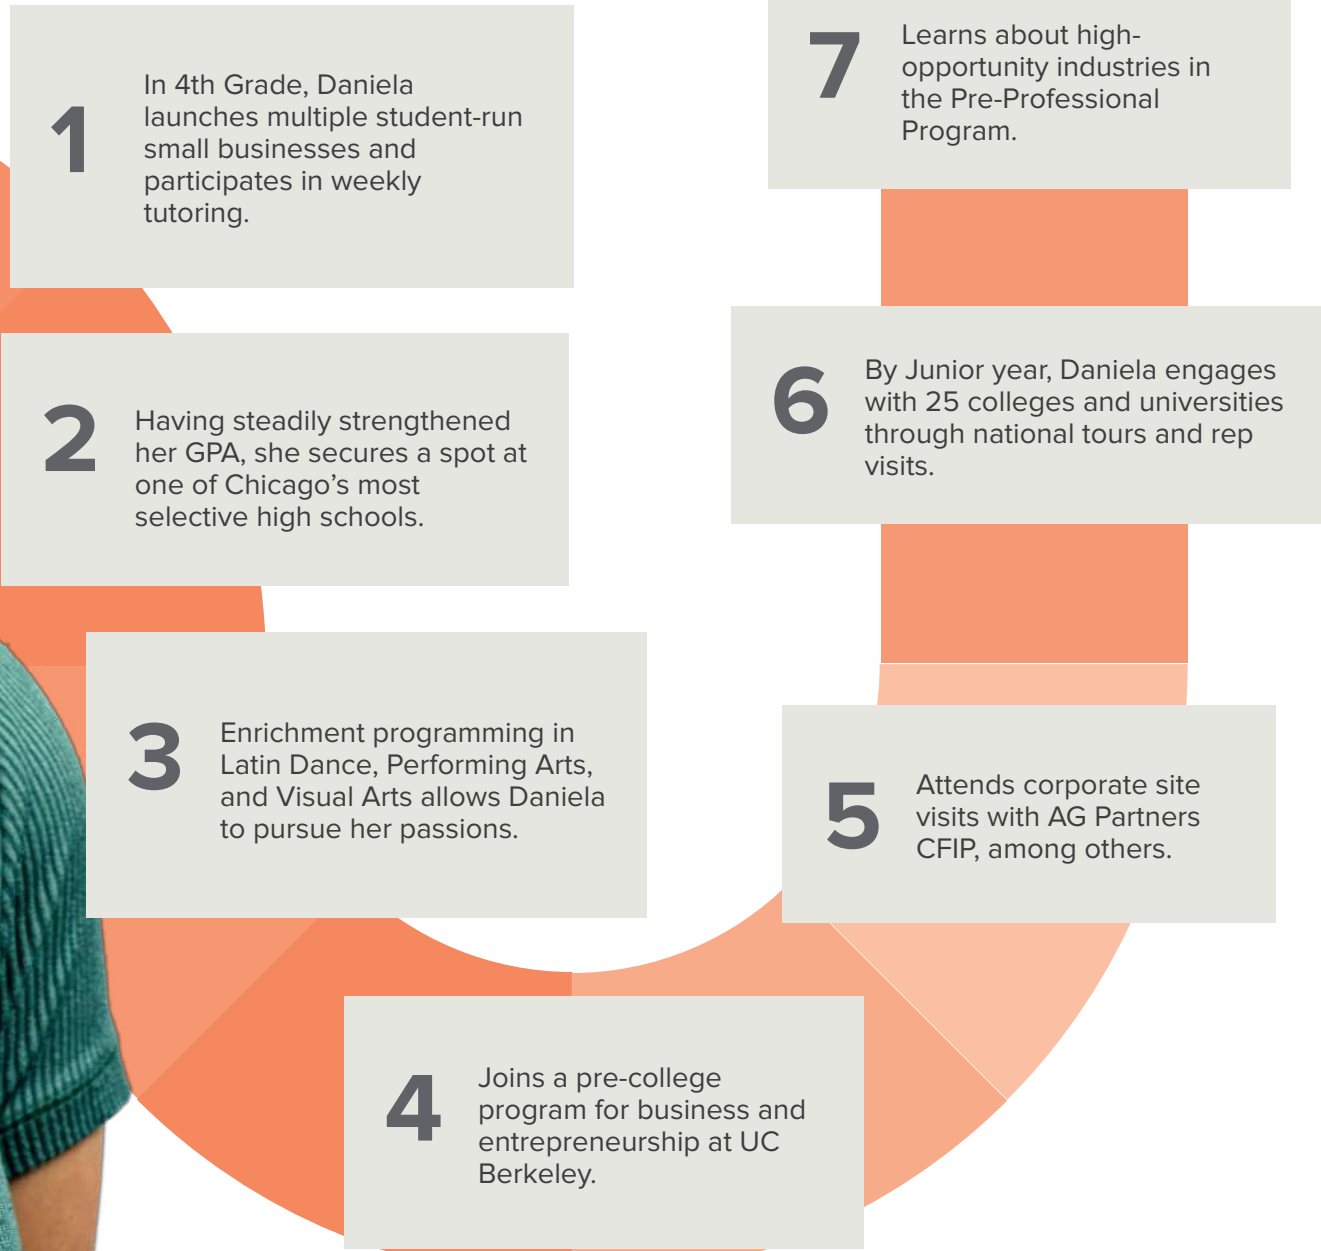 1
In 4th Grade, Daniela
launches multiple student-run
small businesses and
participates in weekly
tutoring.
2
Having steadily strengthened
her GPA, she secures a spot at
one of Chicago’s most
selective high schools.
3
Enrichment programming in
Latin Dance, Performing Arts,
and Visual Arts allows Daniela
to pursue her passions.
4
Joins a pre-college
program for business and
entrepreneurship at UC
Berkeley.
5
Attends corporate site
visits with AG Partners
CFIP, among others.
6
By Junior year, Daniela engages
with 25 colleges and universities
through national tours and rep
visits.
7
Learns about high-
opportunity industries in
the Pre-Professional
Program.